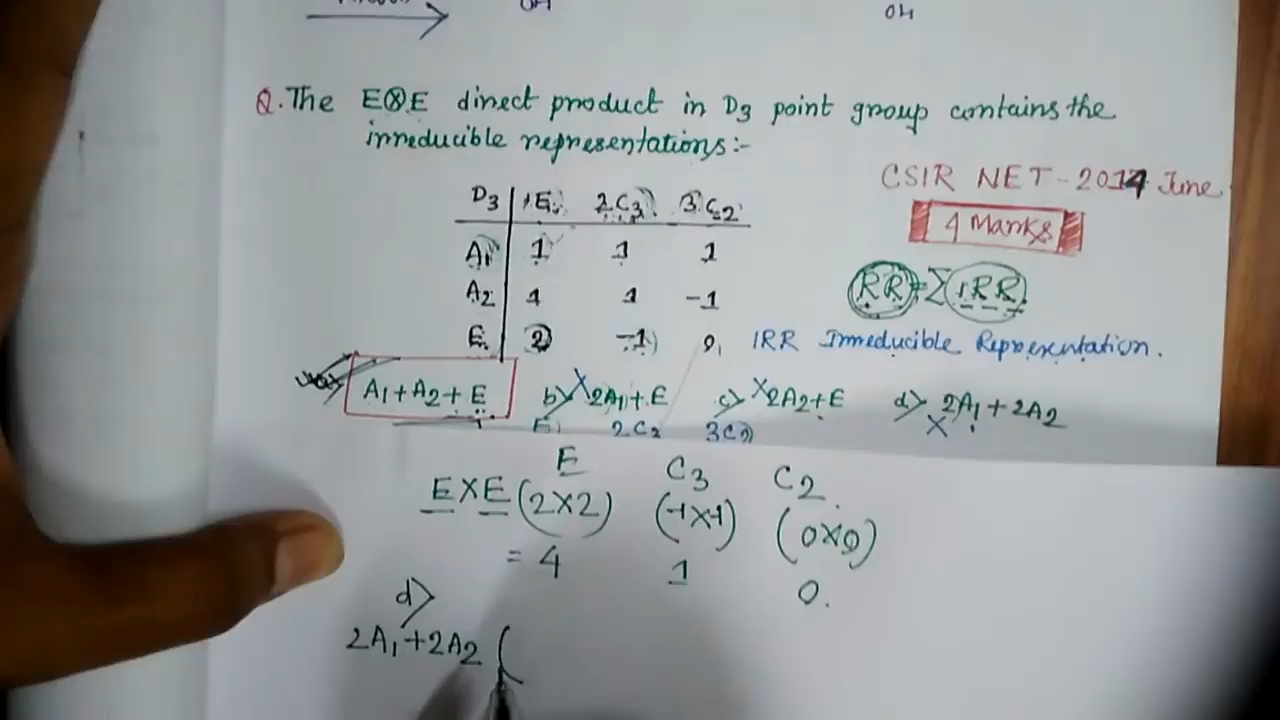 OH
OH
Q. The E⊗E direct product in D3 point group contains the
irreducible representations:-
CSIR NET-2014 June
4 Marks
D3 1E 2C3 3C2
A1 1 1 1
A2 1 1 -1
E 2 -1 0
RR = Σ IRR
IRR Irreducible Representation.
A1+A2+E b> 2A1+E c> 2A2+E d> 2A1+2A2
E 2C3 3C2
E C3 C2
E×E (2×2) (-1×-1) (0×0)
= 4 1 0.
d>
2A1+2A2 (